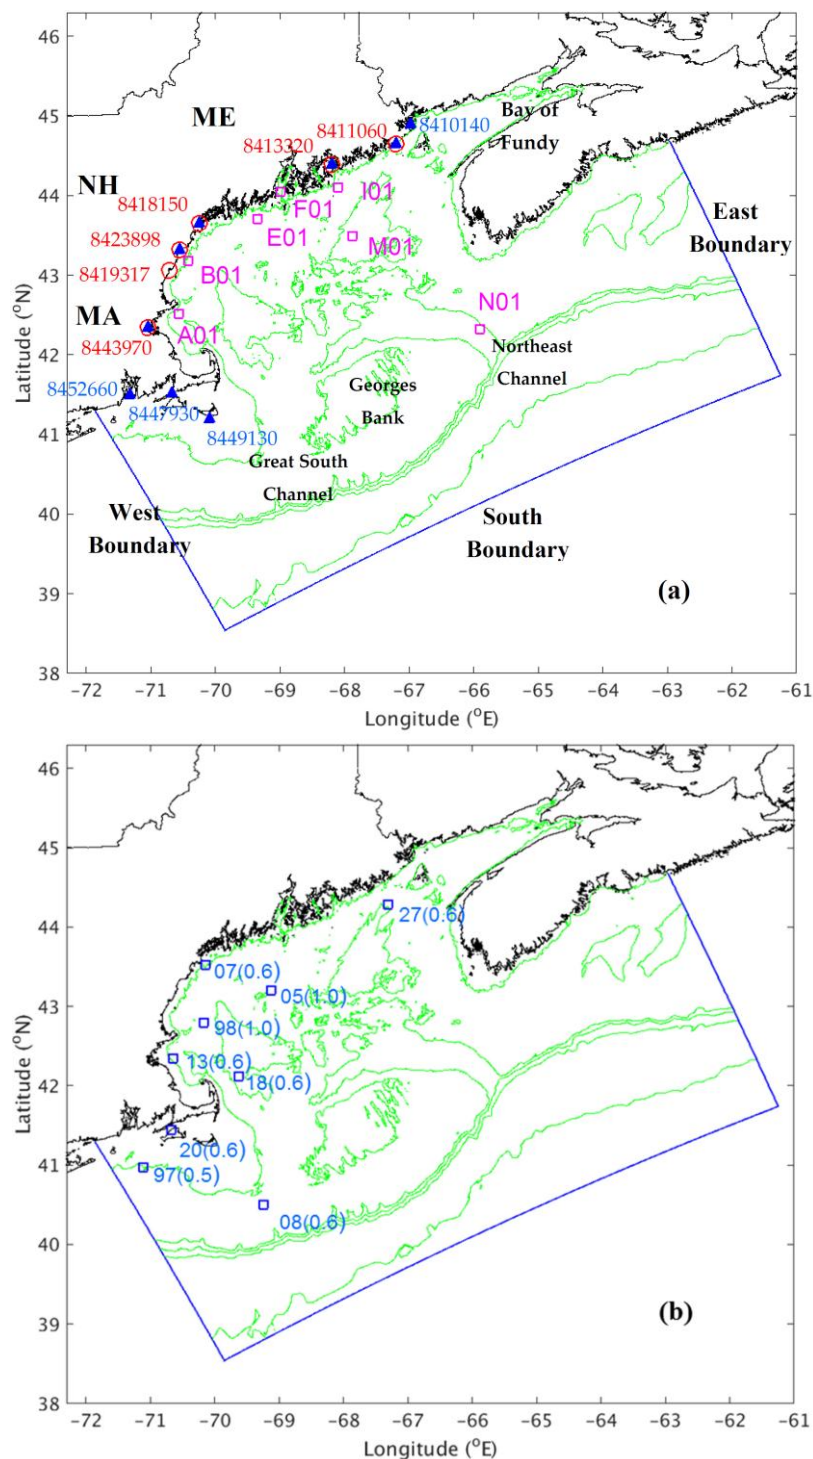 46
45
44
43
42
41
40
39
38
Latitude (°N)
ME
NH
MA
8411060
8410140
8413320
Bay of
Fundy
8418150
I01
F01
E01
M01
East
Boundary
8423898
8419317
B01
N01
A01
8443970
Northeast
Channel
8452660
8447930
8449130
Georges
Bank
Great South
Channel
West
Boundary
South
Boundary
(a)
−72 −71 −70 −69 −68 −67 −66 −65 −64 −63 −62 −61
Longitude (°E)
46
45
44
43
42
41
40
39
38
Latitude (°N)
27(0.6)
07(0.6)
05(1.0)
98(1.0)
13(0.6)
18(0.6)
20(0.6)
97(0.5)
08(0.6)
(b)
−72 −71 −70 −69 −68 −67 −66 −65 −64 −63 −62 −61
Longitude (°E)